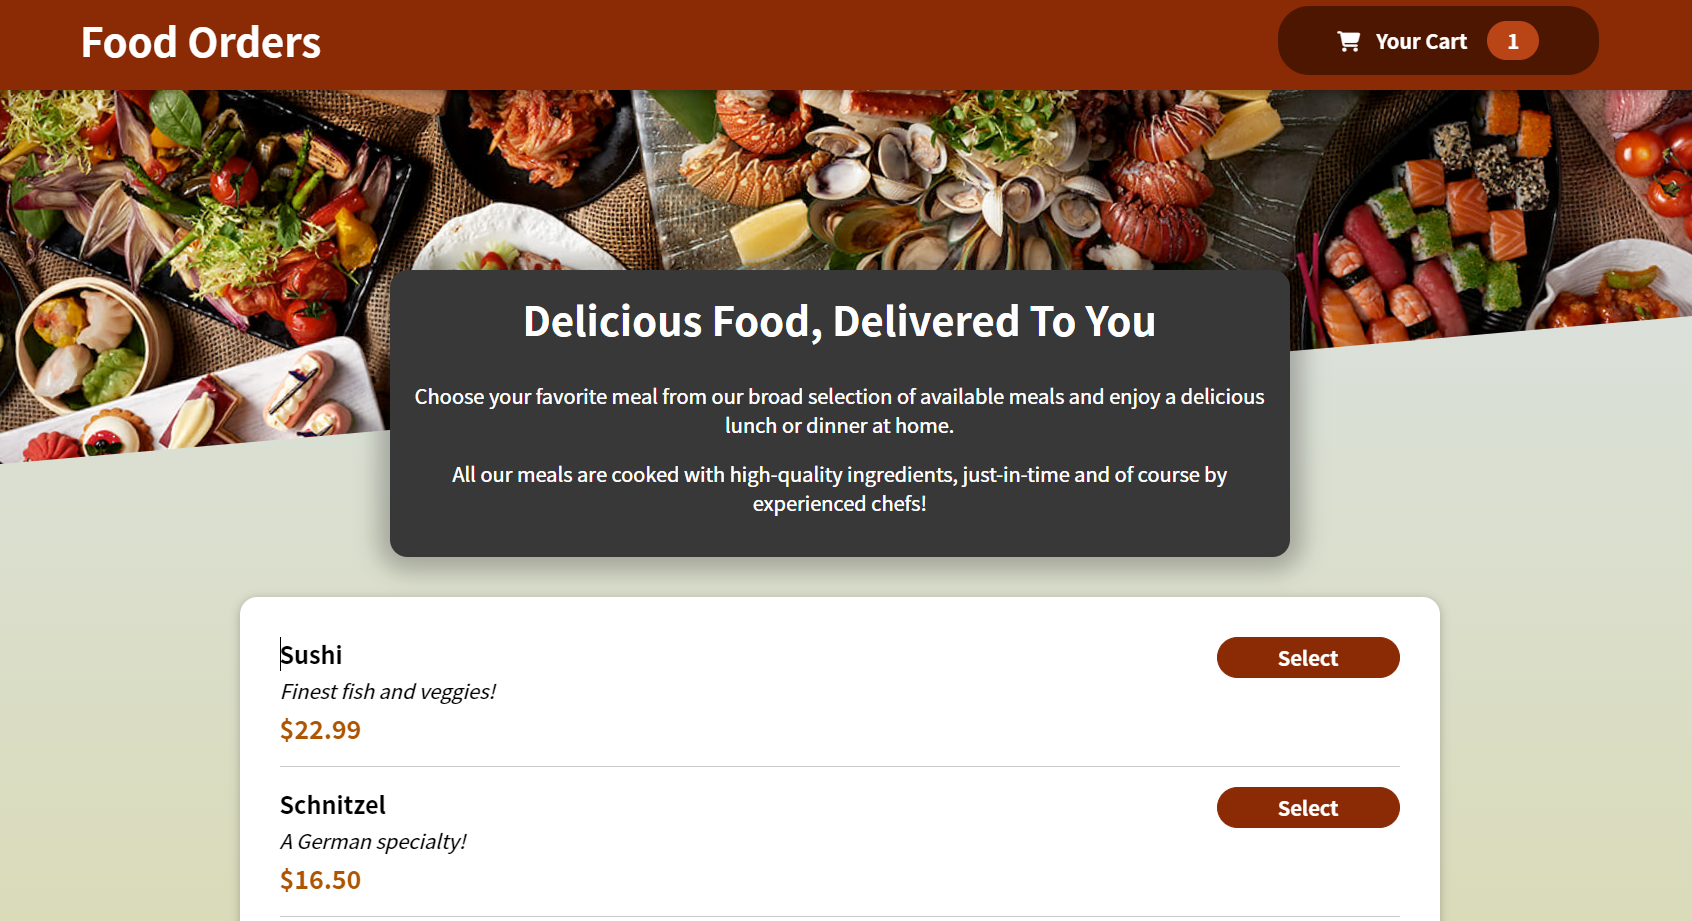 Food Orders
Your Cart 1
Delicious Food, Delivered To You
Choose your favorite meal from our broad selection of available meals and enjoy a delicious
lunch or dinner at home.
All our meals are cooked with high-quality ingredients, just-in-time and of course by
experienced chefs!
Sushi
Select
Finest fish and veggies!
$22.99
Schnitzel
Select
A German specialty!
$16.50